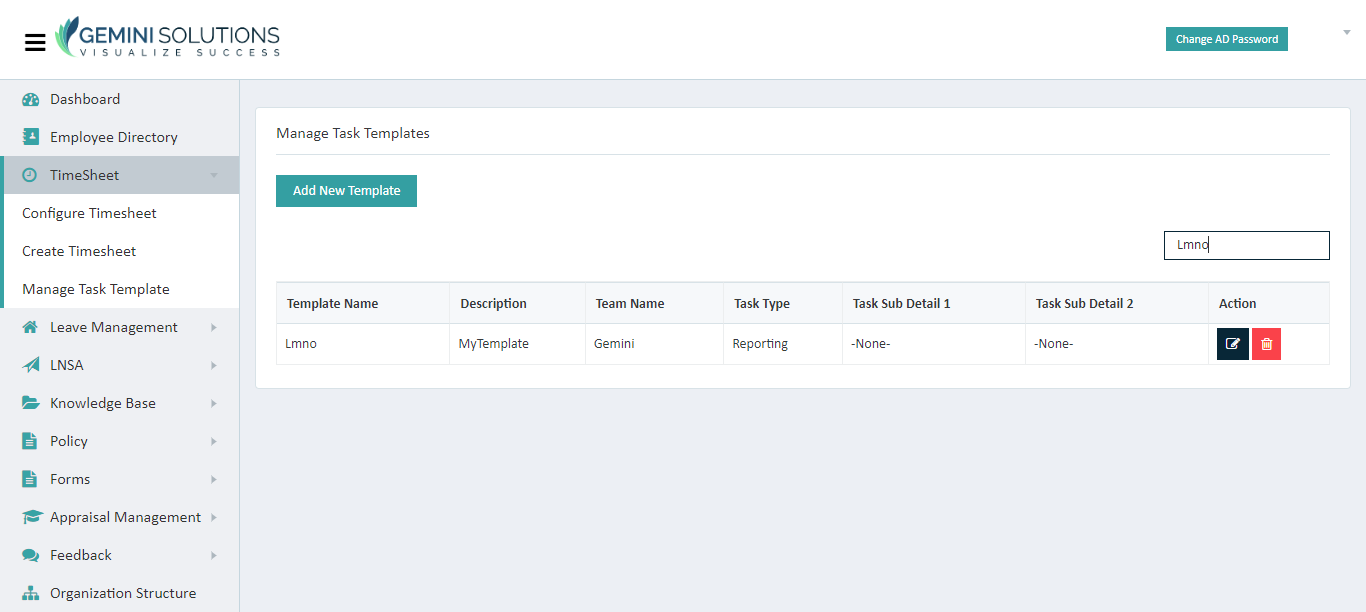 GEMINI SOLUTIONS
VISUALIZE SUCCESS
Change AD Password
Dashboard
Employee Directory
TimeSheet
Configure Timesheet
Create Timesheet
Manage Task Template
Leave Management
LNSA
Knowledge Base
Policy
Forms
Appraisal Management
Feedback
Organization Structure
Manage Task Templates
Add New Template
Lmno
Template Name Description Team Name Task Type Task Sub Detail 1 Task Sub Detail 2 Action
Lmno MyTemplate Gemini Reporting -None- -None-